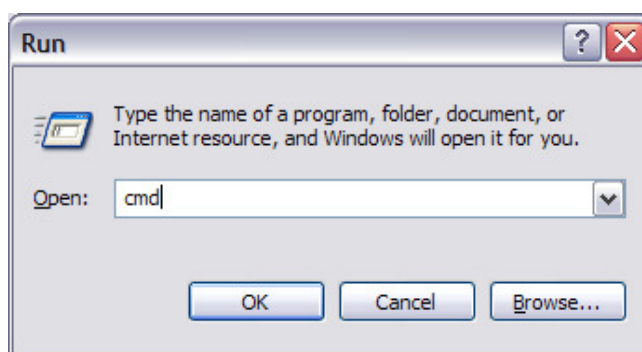 Run
Type the name of a program, folder, document, or
Internet resource, and Windows will open it for you.
Open: cmd
OK Cancel Browse...